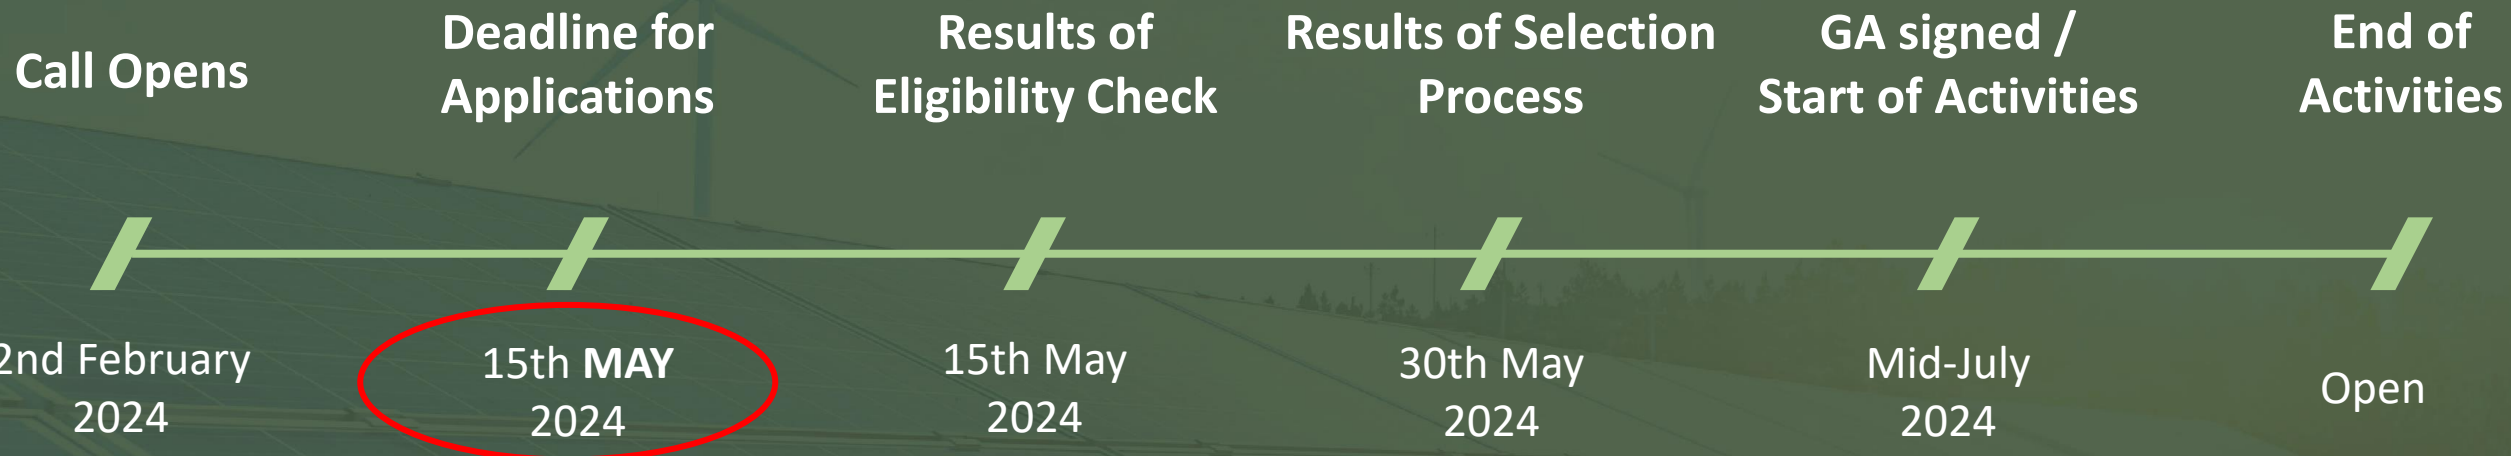 Call Opens
Deadline for
Applications
Results of
Eligibility Check
Results of Selection
Process
GA signed /
Start of Activities
End of
Activities
2nd February
2024
15th MAY
2024
15th May
2024
30th May
2024
Mid-July
2024
Open